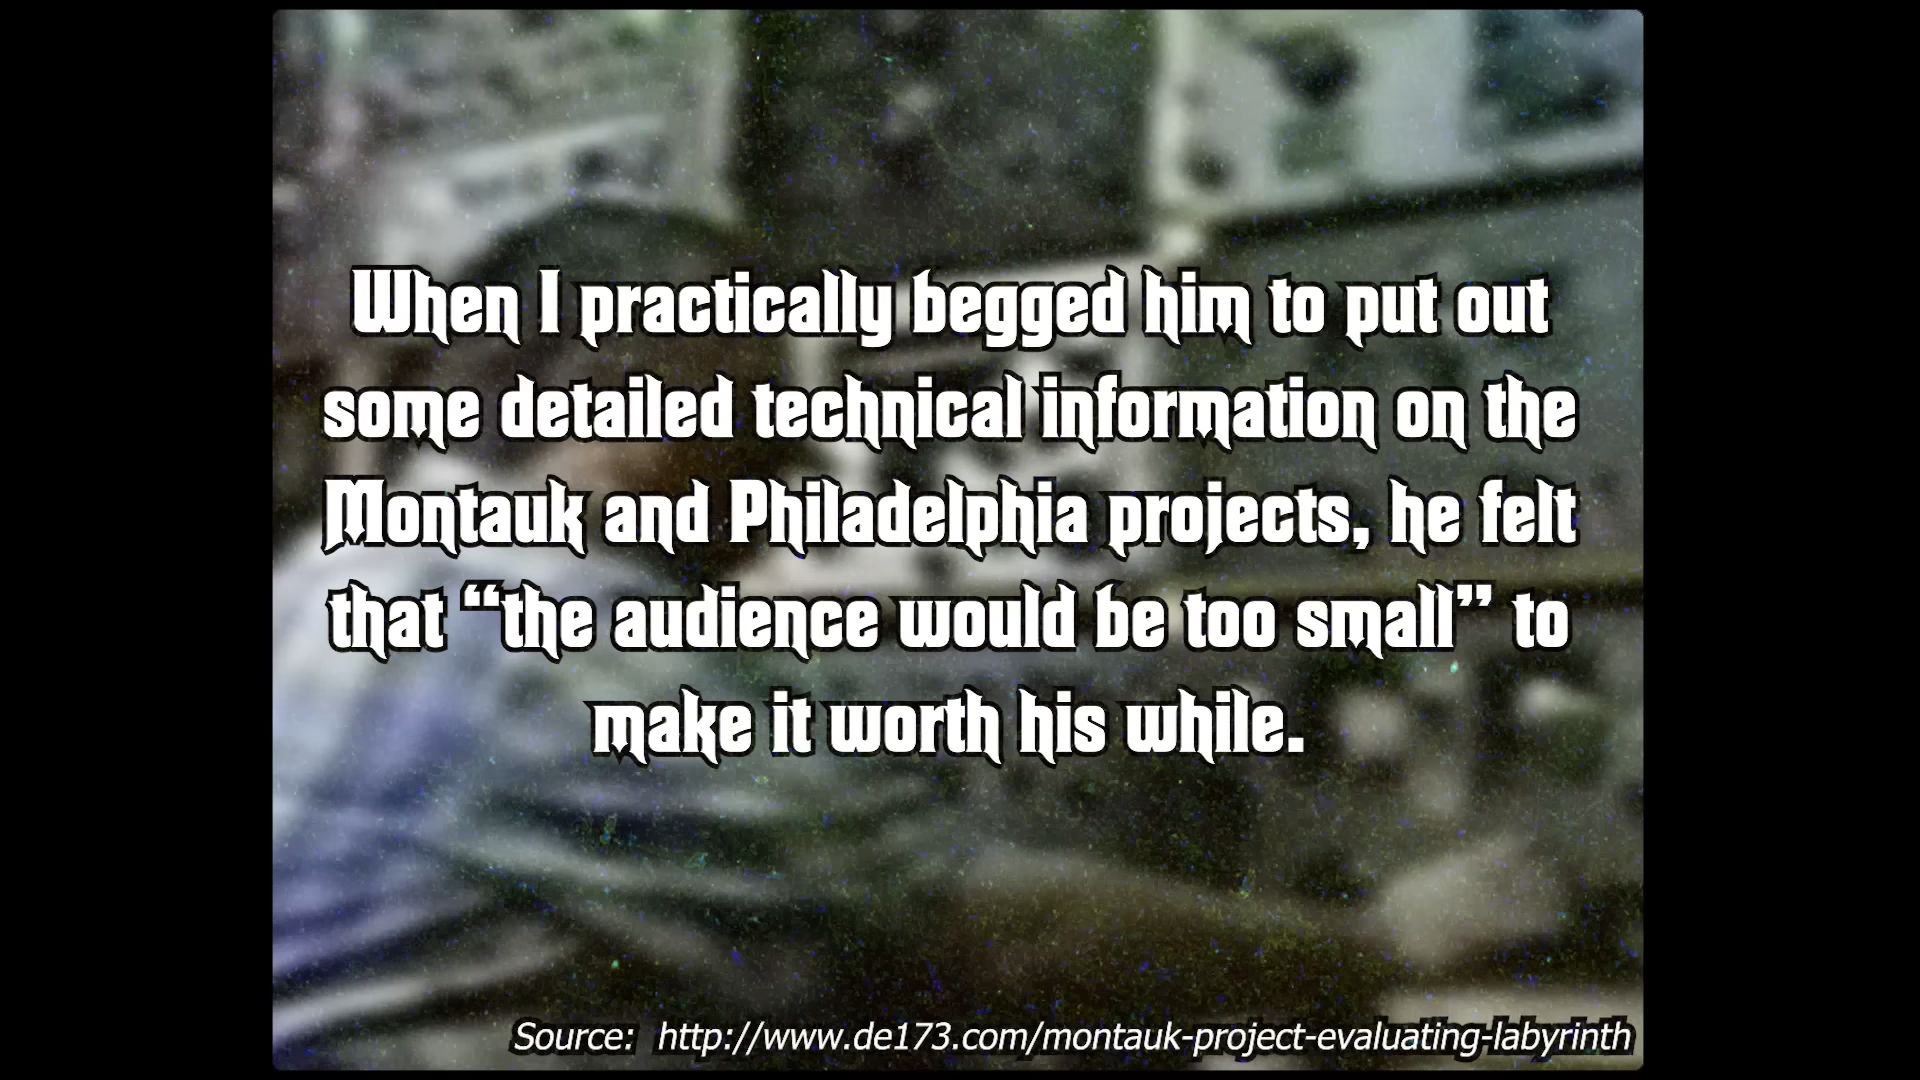 When I practically begged him to put out
some detailed technical information on the
Montauk and Philadelphia projects, he felt
that “the audience would be too small” to
make it worth his while.
Source: http://www.de173.com/montauk-project-evaluating-labyrinth